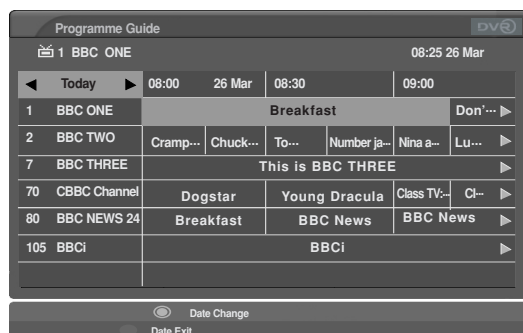 Programme Guide DVR
1 BBC ONE 08:25 26 Mar
Today 08:00 26 Mar 08:30 09:00
1 BBC ONE Breakfast Don'···
2 BBC TWO Cramp··· Chuck··· To··· Number ja··· Nina a··· Lu···
7 BBC THREE This is BBC THREE
70 CBBC Channel Dogstar Young Dracula Class TV:··· Cl···
80 BBC NEWS 24 Breakfast BBC News BBC News
105 BBCi BBCi
Date Change
Date Exit